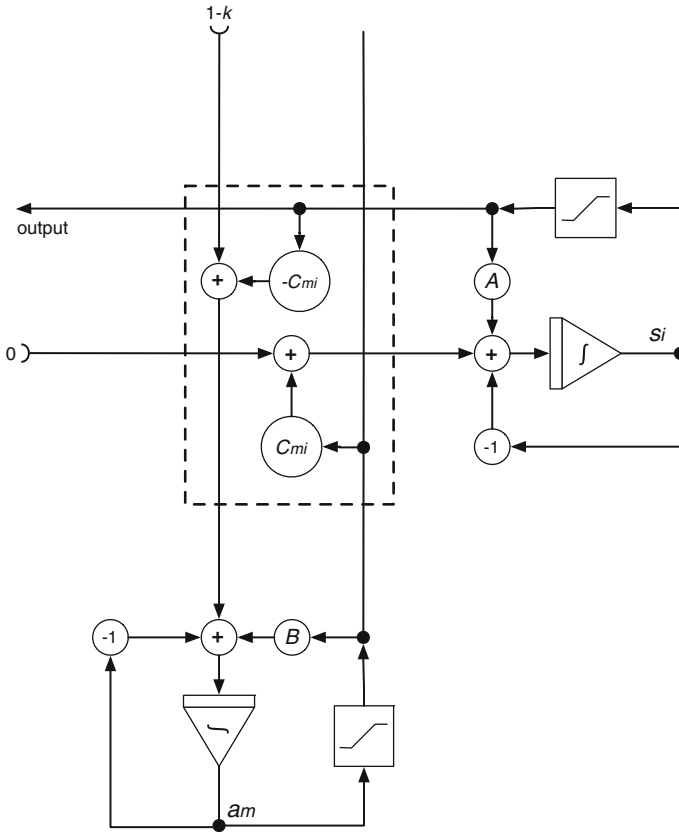 1-k
output
-Cmi
+
A
0
+
+
∫
si
Cmi
-1
-1
+
B
∫
am